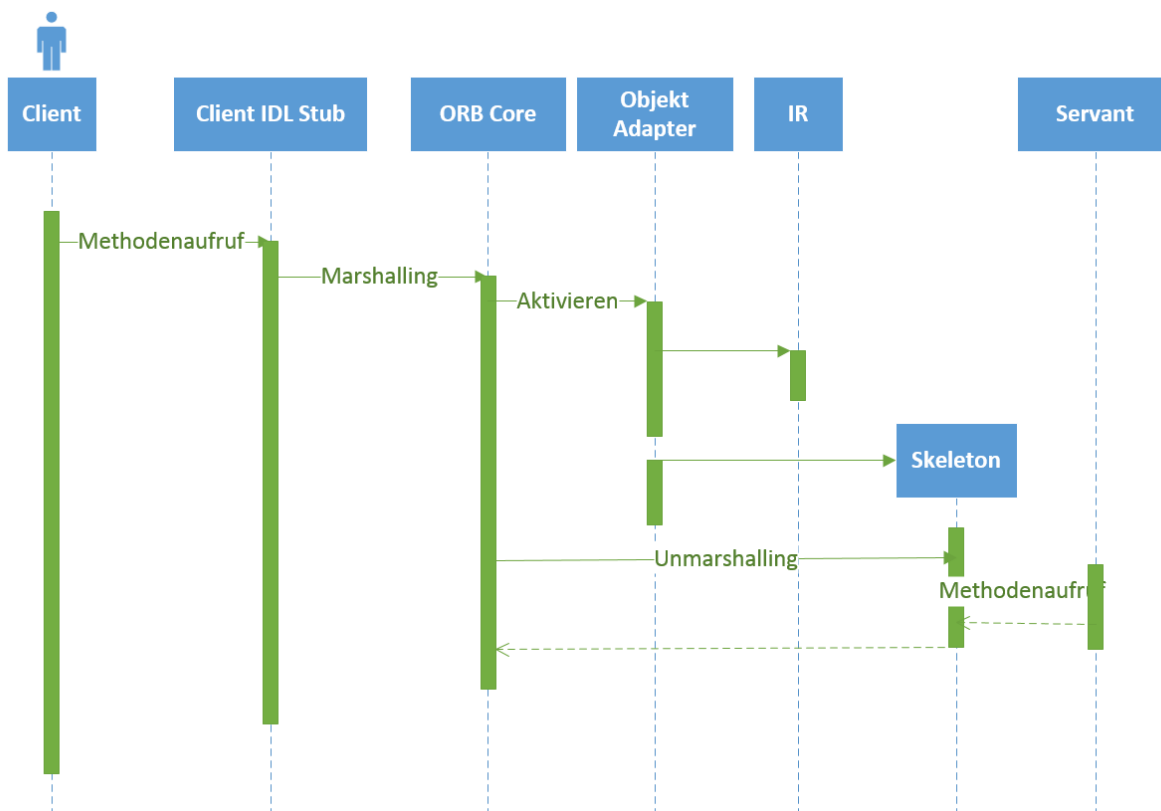 Client
Client IDL Stub
ORB Core
Objekt
Adapter
IR
Servant
Methodenaufruf
Marshalling
Aktivieren
Skeleton
Unmarshalling
Methodenaufruf